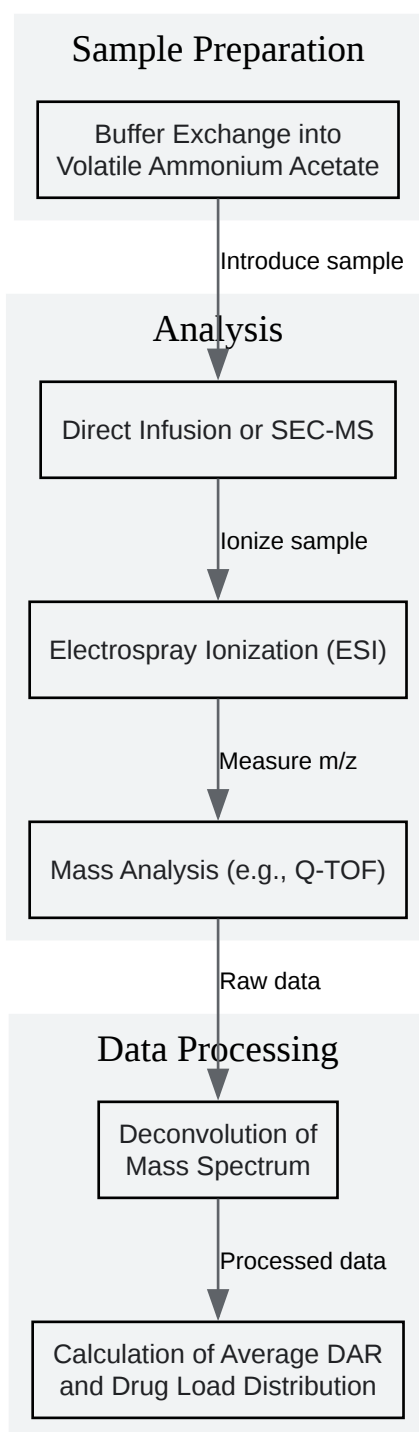 Sample Preparation
Buffer Exchange into
Volatile Ammonium Acetate
Introduce sample
Analysis
Direct Infusion or SEC-MS
Ionize sample
Electrospray Ionization (ESI)
Measure m/z
Mass Analysis (e.g., Q-TOF)
Raw data
Data Processing
Deconvolution of
Mass Spectrum
Processed data
Calculation of Average DAR
and Drug Load Distribution